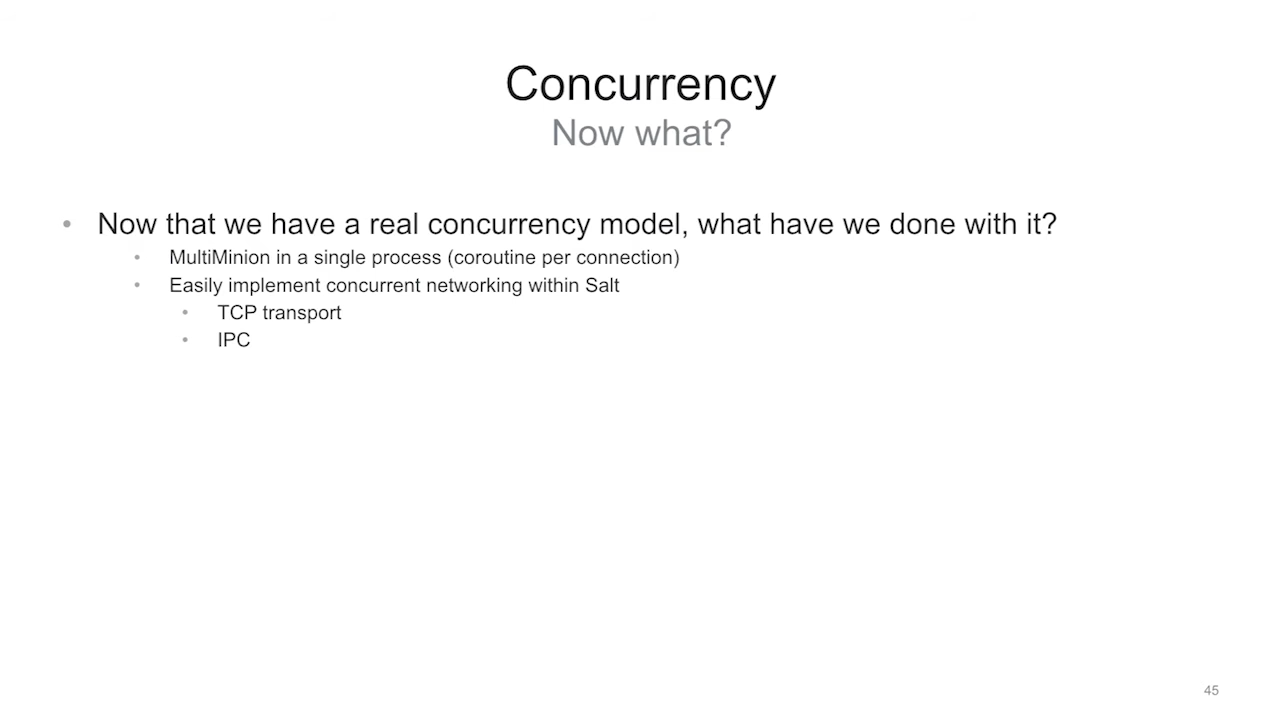 Concurrency
Now what?
• Now that we have a real concurrency model, what have we done with it?
• MultiMinion in a single process (coroutine per connection)
• Easily implement concurrent networking within Salt
• TCP transport
• IPC
45